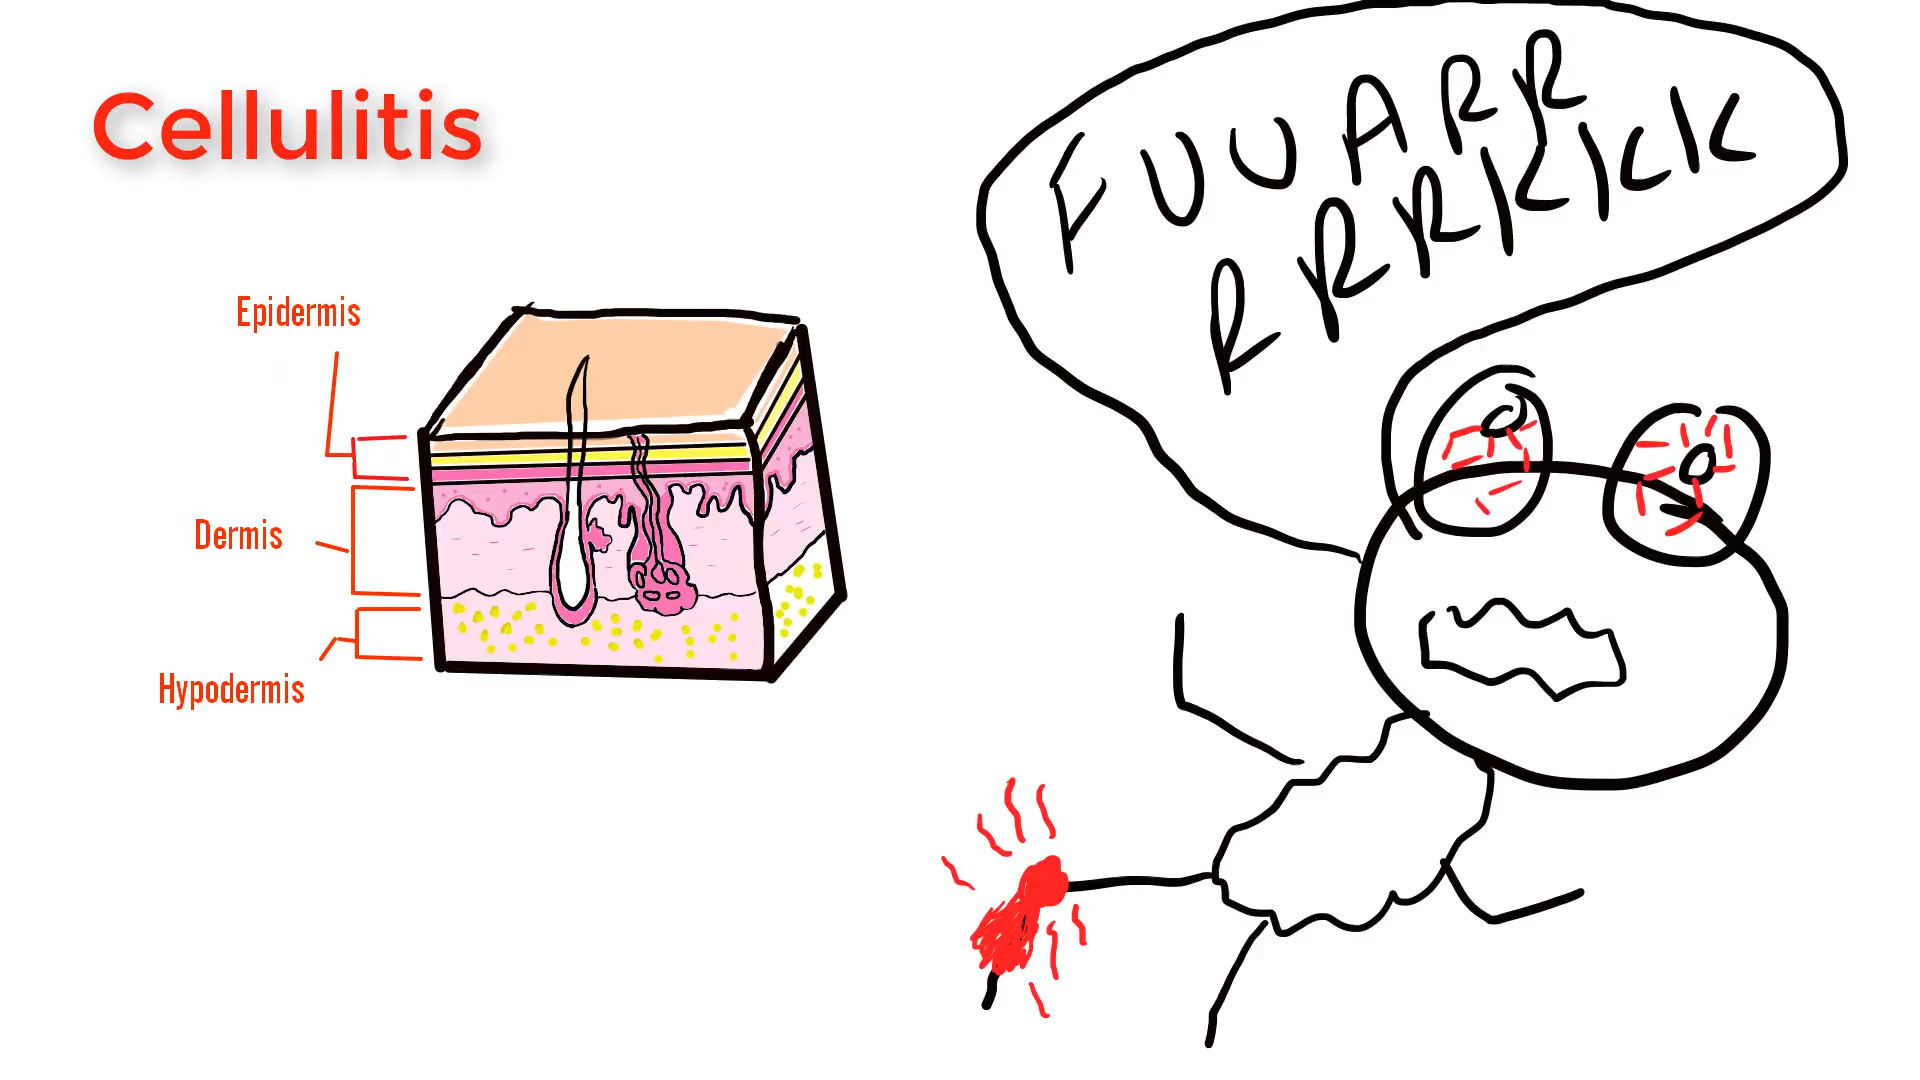 Cellulitis
Epidermis
Dermis
Hypodermis
FUUARR
RRRKKK